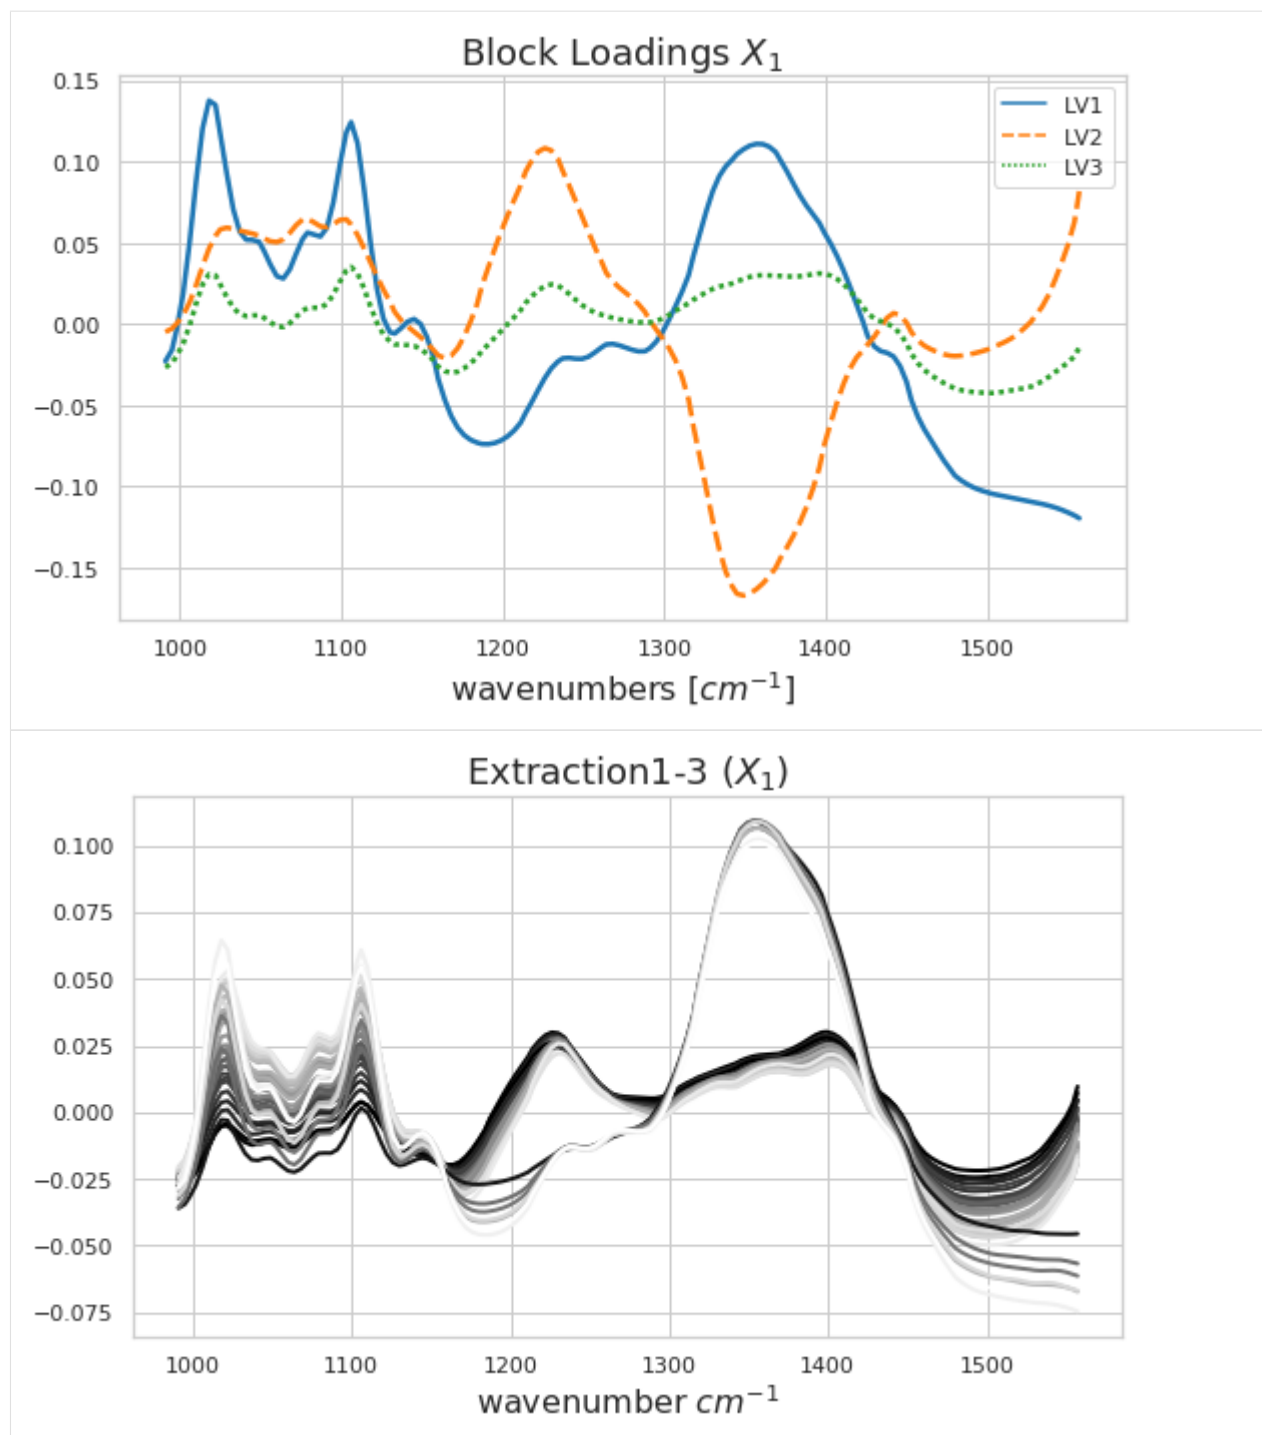 Block Loadings X₁
0.15
0.10
0.05
0.00
−0.05
−0.10
−0.15
LV1
LV2
LV3
1000 1100 1200 1300 1400 1500
wavenumbers [cm⁻¹]
Extraction1-3 (X₁)
0.100
0.075
0.050
0.025
0.000
−0.025
−0.050
−0.075
1000 1100 1200 1300 1400 1500
wavenumber cm⁻¹